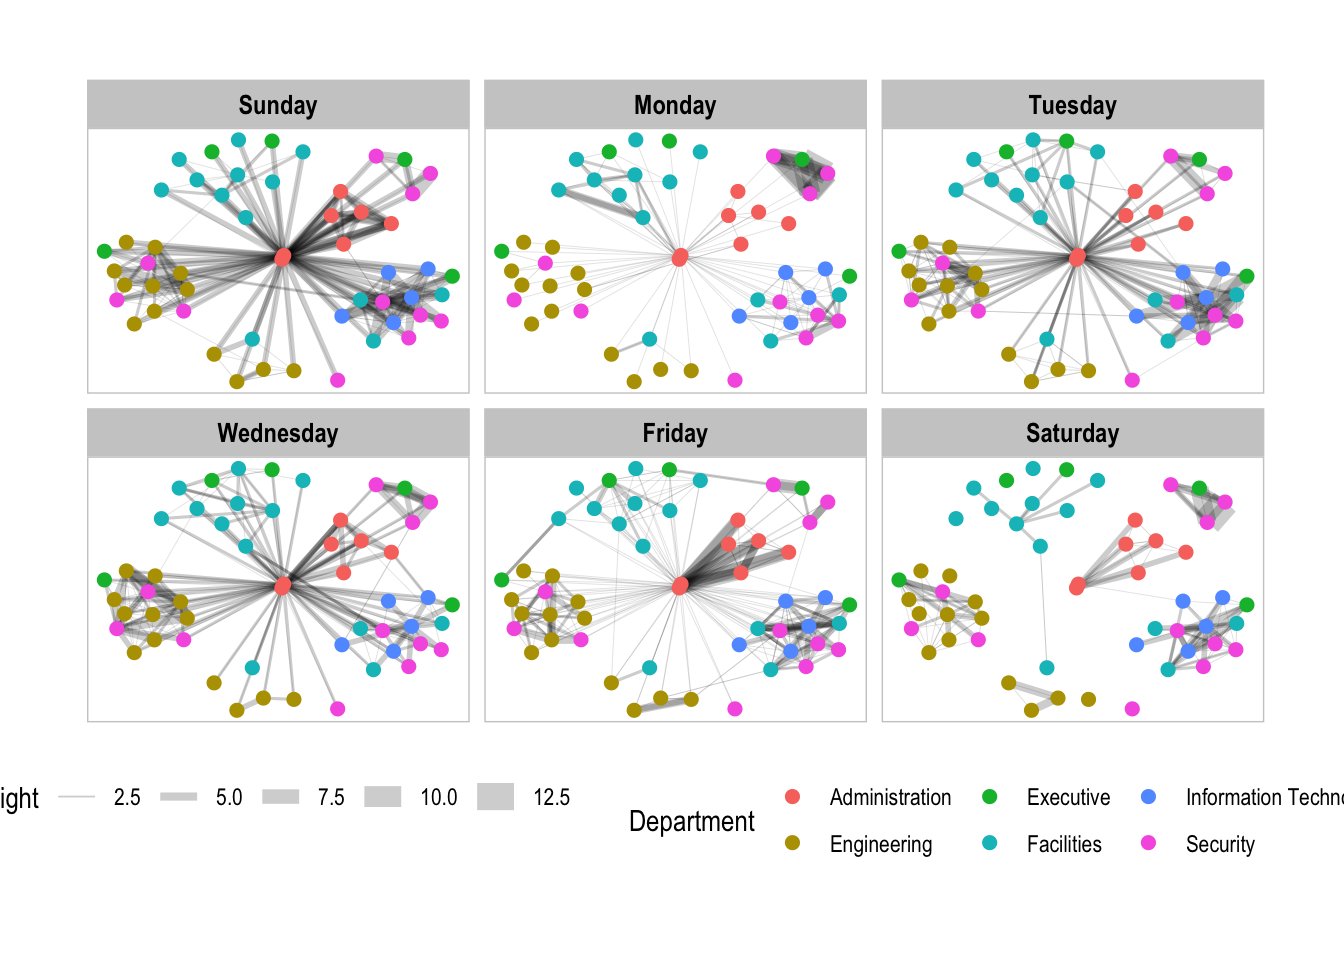 Sunday
Monday
Tuesday
Wednesday
Friday
Saturday
ight 2.5 5.0 7.5 10.0 12.5
Department
Administration Executive Information Techno
Engineering Facilities Security